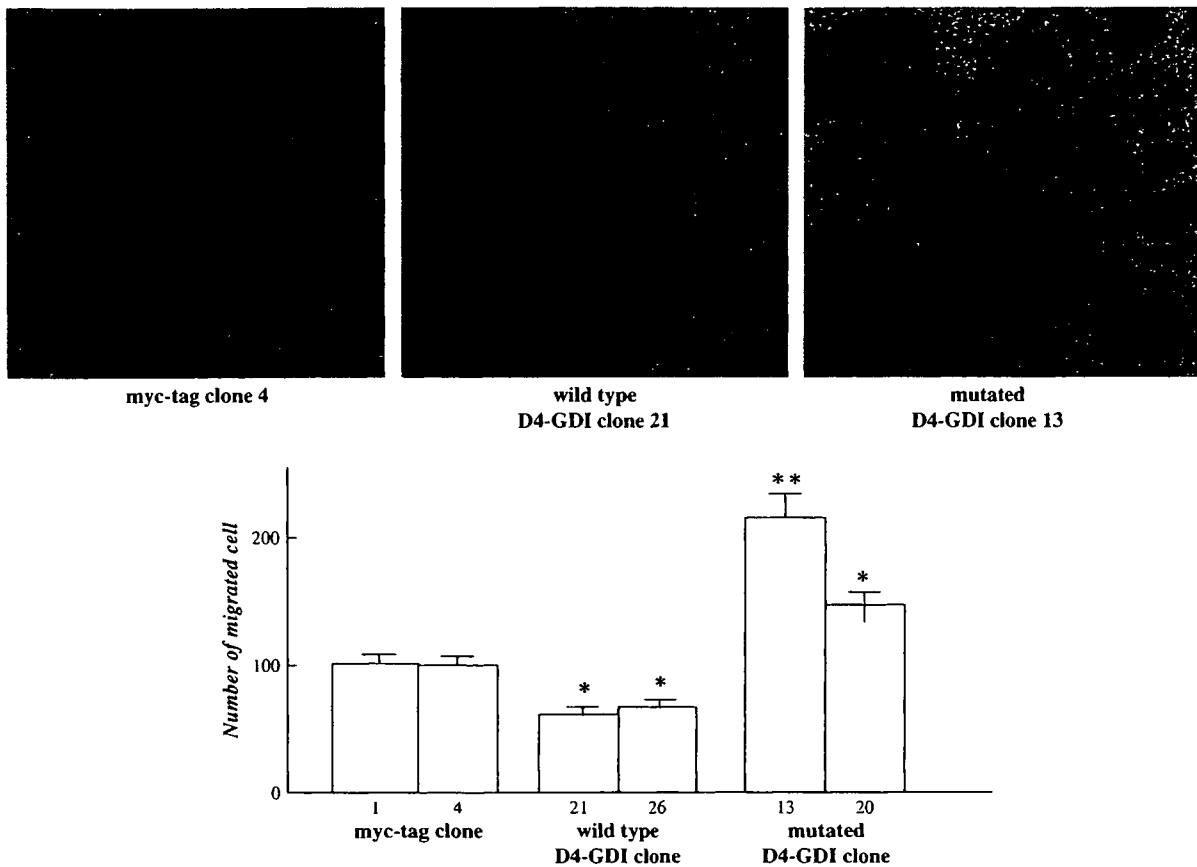 myc-tag clone 4
wild type
D4-GDI clone 21
mutated
D4-GDI clone 13
Number of migrated cell
200
100
0
*
*
**
*
1
4
21
26
13
20
myc-tag clone
wild type
D4-GDI clone
mutated
D4-GDI clone